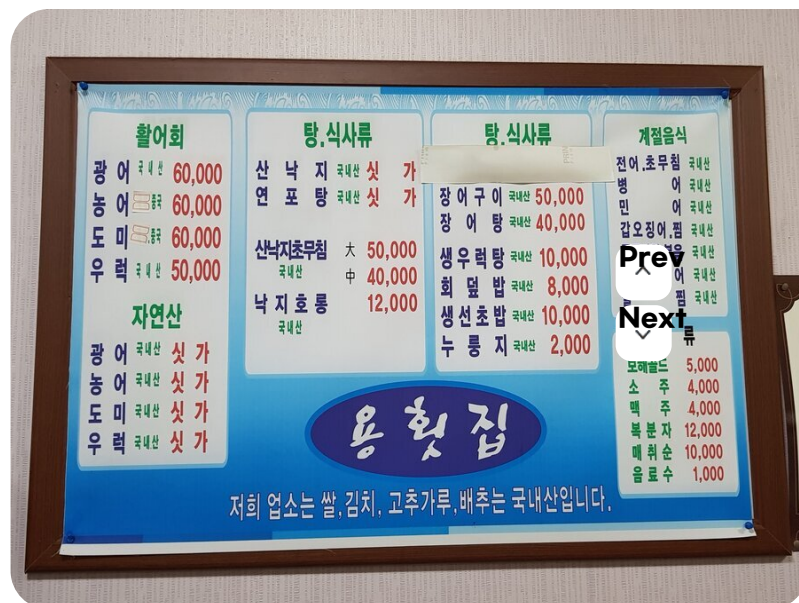 활어회
광어 국내산 60,000
농어 중국 60,000
도미 중국 60,000
우럭 국내산 50,000
자연산
광어 국내산 싯가
농어 국내산 싯가
도미 국내산 싯가
우럭 국내산 싯가
탕.식사류
산낙지 국내산 싯가
연포탕 국내산 싯가
산낙지초무침 大 50,000
국내산 中 40,000
낙지호롱 12,000
국내산
탕.식사류
장어구이 국내산 50,000
장어탕 국내산 40,000
생우럭탕 국내산 10,000
회덮밥 국내산 8,000
생선초밥 국내산 10,000
누룽지 국내산 2,000
계절음식
전어.초무침 국내산
병어 국내산
민어 국내산
갑오징어.찜 국내산
국내산
Prev
어 국내산
찜 국내산
Next
류
보해골드 5,000
소주 4,000
맥주 4,000
복분자 12,000
매취순 10,000
음료수 1,000
용횟집
저희 업소는 쌀,김치, 고추가루,배추는 국내산입니다.